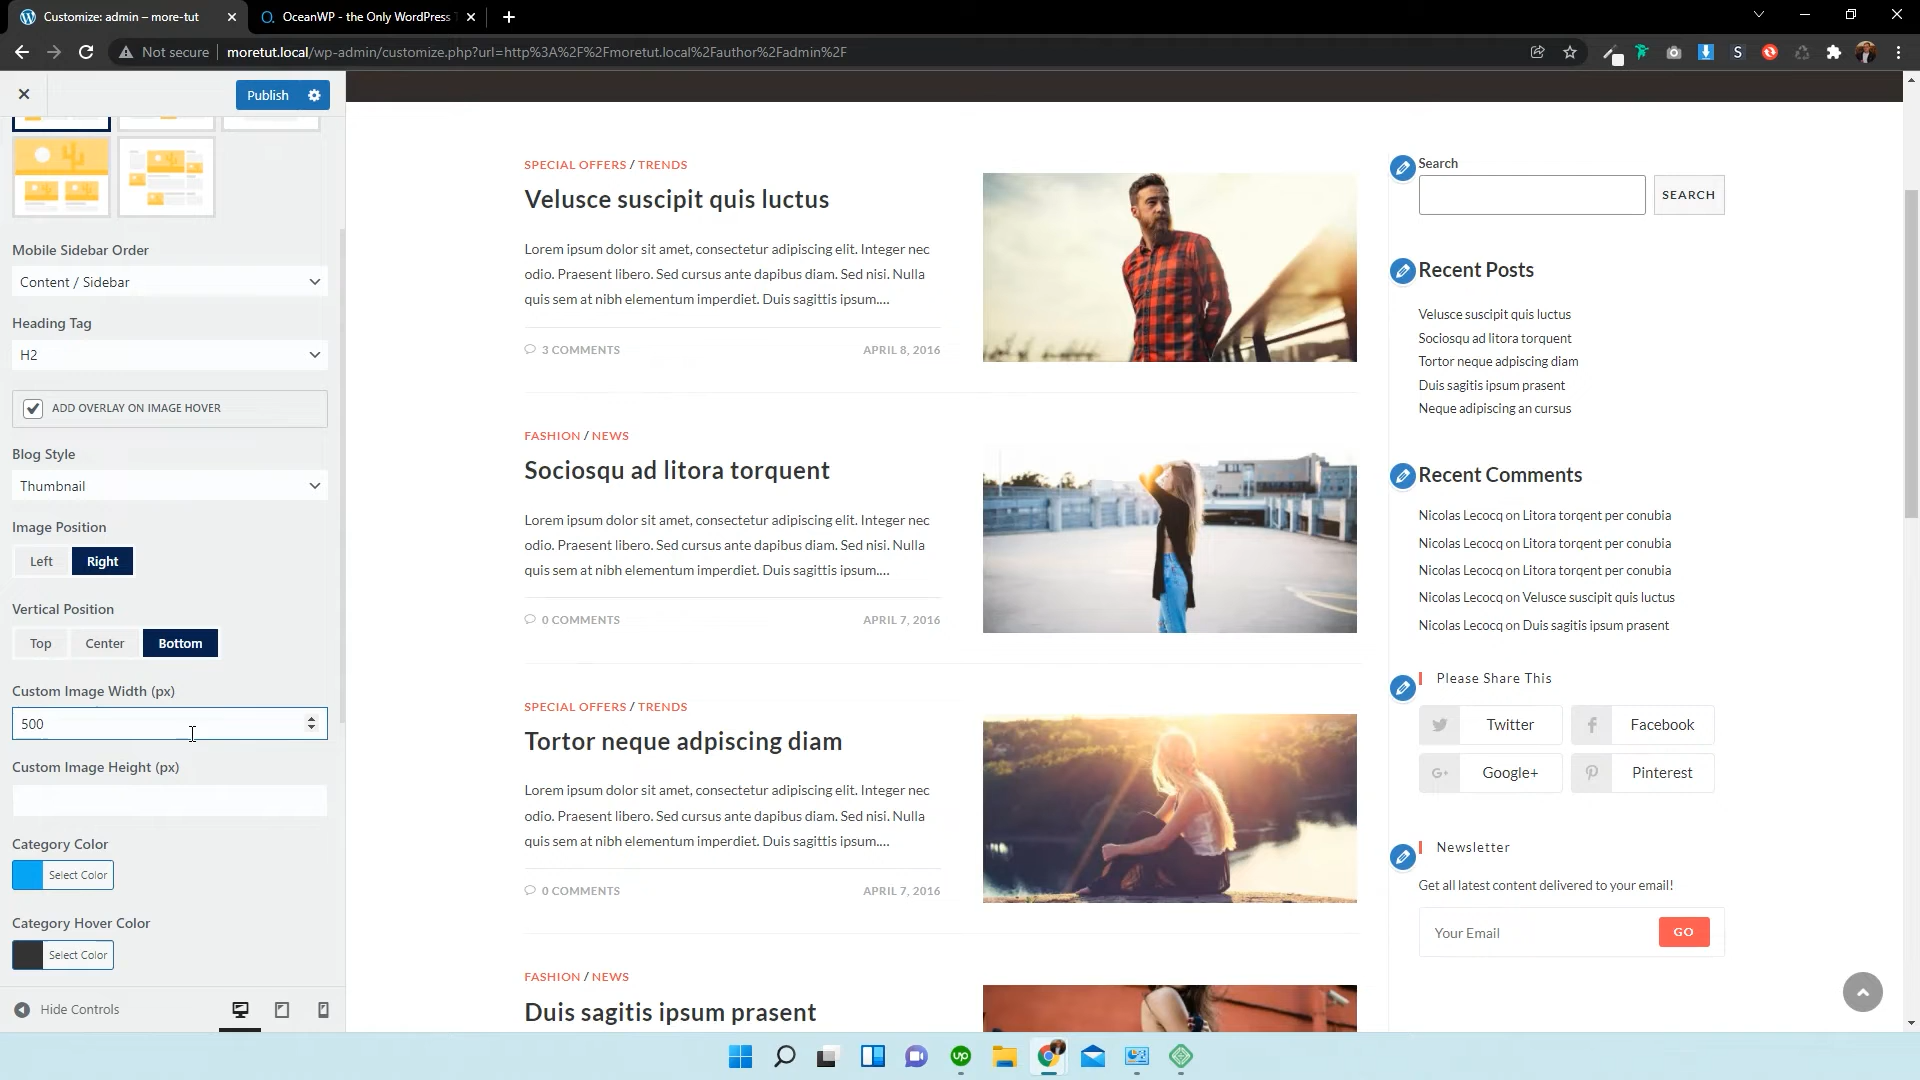 Customize: admin – more-tut
OceanWP - the Only WordPress T
Not secure
moretut.local/wp-admin/customize.php?url=http%3A%2F%2Fmoretut.local%2Fauthor%2Fadmin%2F
Publish
Mobile Sidebar Order
Content / Sidebar
Heading Tag
H2
ADD OVERLAY ON IMAGE HOVER
Blog Style
Thumbnail
Image Position
Left
Right
Vertical Position
Top
Center
Bottom
Custom Image Width (px)
500
Custom Image Height (px)
Category Color
Select Color
Category Hover Color
Select Color
Hide Controls
SPECIAL OFFERS / TRENDS
Velusce suscipit quis luctus
Lorem ipsum dolor sit amet, consectetur adipiscing elit. Integer nec
odio. Praesent libero. Sed cursus ante dapibus diam. Sed nisi. Nulla
quis sem at nibh elementum imperdiet. Duis sagittis ipsum....
3 COMMENTS
APRIL 8, 2016
FASHION / NEWS
Sociosqu ad litora torquent
Lorem ipsum dolor sit amet, consectetur adipiscing elit. Integer nec
odio. Praesent libero. Sed cursus ante dapibus diam. Sed nisi. Nulla
quis sem at nibh elementum imperdiet. Duis sagittis ipsum....
0 COMMENTS
APRIL 7, 2016
SPECIAL OFFERS / TRENDS
Tortor neque adpiscing diam
Lorem ipsum dolor sit amet, consectetur adipiscing elit. Integer nec
odio. Praesent libero. Sed cursus ante dapibus diam. Sed nisi. Nulla
quis sem at nibh elementum imperdiet. Duis sagittis ipsum....
0 COMMENTS
APRIL 7, 2016
FASHION / NEWS
Duis sagitis ipsum prasent
Search
SEARCH
Recent Posts
Velusce suscipit quis luctus
Sociosqu ad litora torquent
Tortor neque adpiscing diam
Duis sagitis ipsum prasent
Neque adipiscing an cursus
Recent Comments
Nicolas Lecocq on Litora torqent per conubia
Nicolas Lecocq on Litora torqent per conubia
Nicolas Lecocq on Litora torqent per conubia
Nicolas Lecocq on Velusce suscipit quis luctus
Nicolas Lecocq on Duis sagitis ipsum prasent
Please Share This
Twitter
Facebook
G+ Google+
Pinterest
Newsletter
Get all latest content delivered to your email!
Your Email
GO